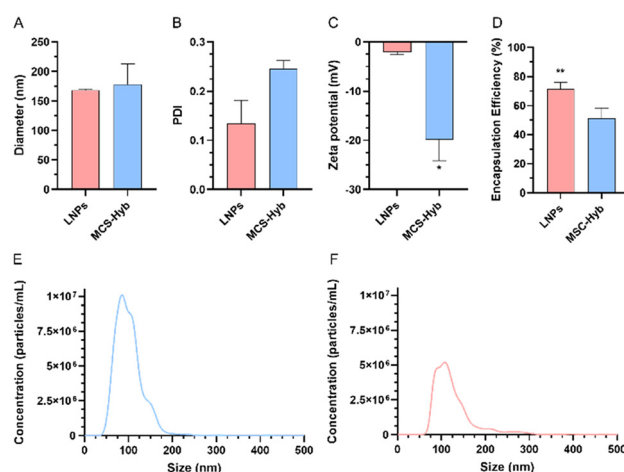 A
B
C
D
Diameter (nm)
250
200
150
100
50
0
LNPs
MCS-Hyb
PDI
0.3
0.2
0.1
0.0
LNPs
MCS-Hyb
Zeta potential (mV)
0
-10
-20
-30
*
LNPs
MCS-Hyb
Encapsulation Efficiency (%)
100
80
60
40
20
0
**
LNPs
MSC-Hyb
E
F
Concentration (particles/mL)
1×10⁷
7.5×10⁶
5×10⁶
2.5×10⁶
0
0
100
200
300
400
500
Size (nm)
Concentration (particles/mL)
1×10⁷
7.5×10⁶
5×10⁶
2.5×10⁶
0
0
100
200
300
400
500
Size (nm)